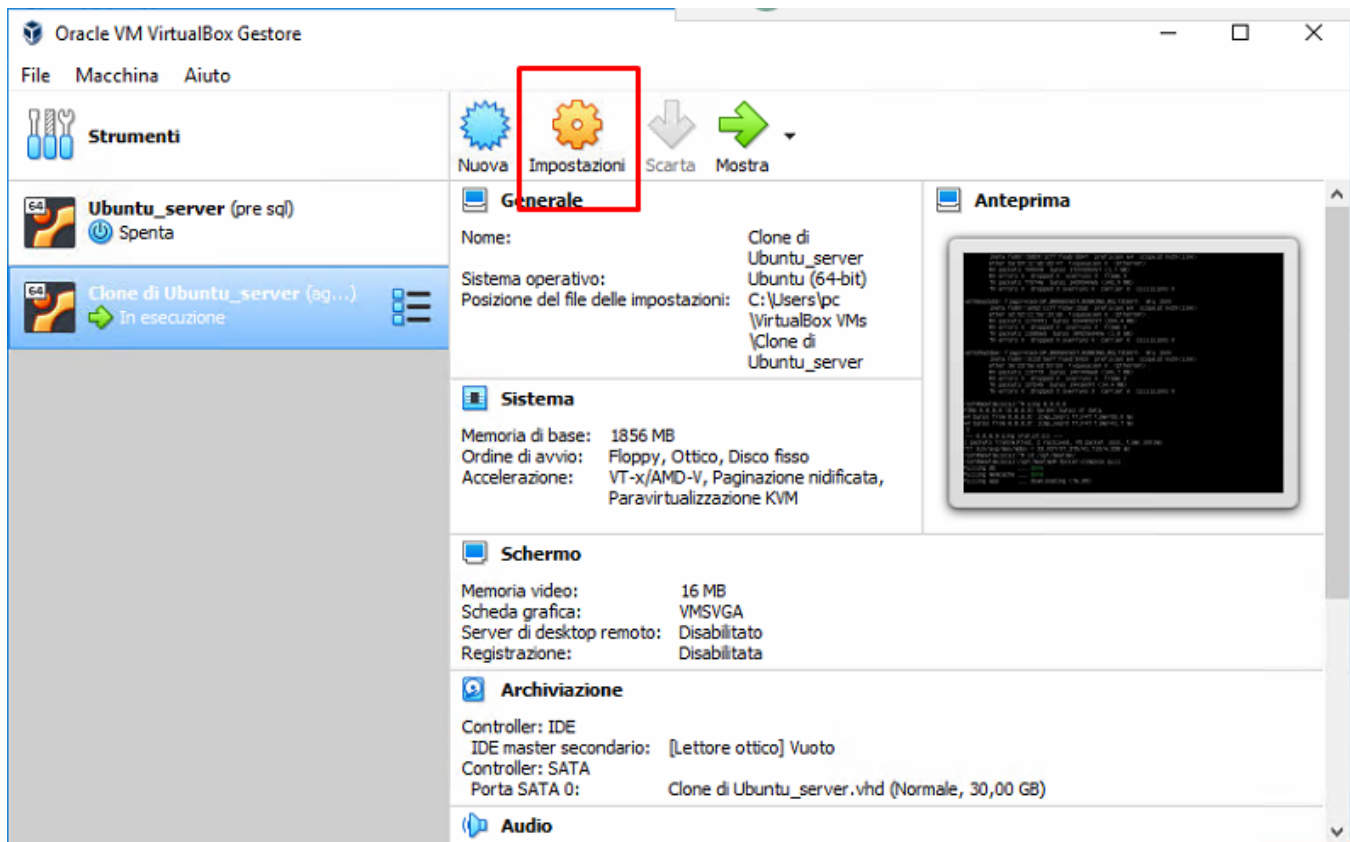 Oracle VM VirtualBox Gestore
File Macchina Aiuto
Strumenti
Nuova Impostazioni Scarta Mostra
64 Ubuntu_server (pre sql)
Spenta
64 Clone di Ubuntu_server (ag...)
In esecuzione
Generale
Nome: Clone di
Ubuntu_server
Sistema operativo: Ubuntu (64-bit)
Posizione del file delle impostazioni: C:\Users\pc
\VirtualBox VMs
\Clone di
Ubuntu_server
Anteprima
Sistema
Memoria di base: 1856 MB
Ordine di avvio: Floppy, Ottico, Disco fisso
Accelerazione: VT-x/AMD-V, Paginazione nidificata,
Paravirtualizzazione KVM
Schermo
Memoria video: 16 MB
Scheda grafica: VMSVGA
Server di desktop remoto: Disabilitato
Registrazione: Disabilitata
Archiviazione
Controller: IDE
IDE master secondario: [Lettore ottico] Vuoto
Controller: SATA
Porta SATA 0: Clone di Ubuntu_server.vhd (Normale, 30,00 GB)
Audio